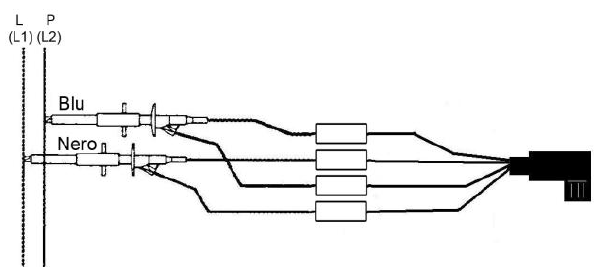 L P
(L1) (L2)
Blu
Nero